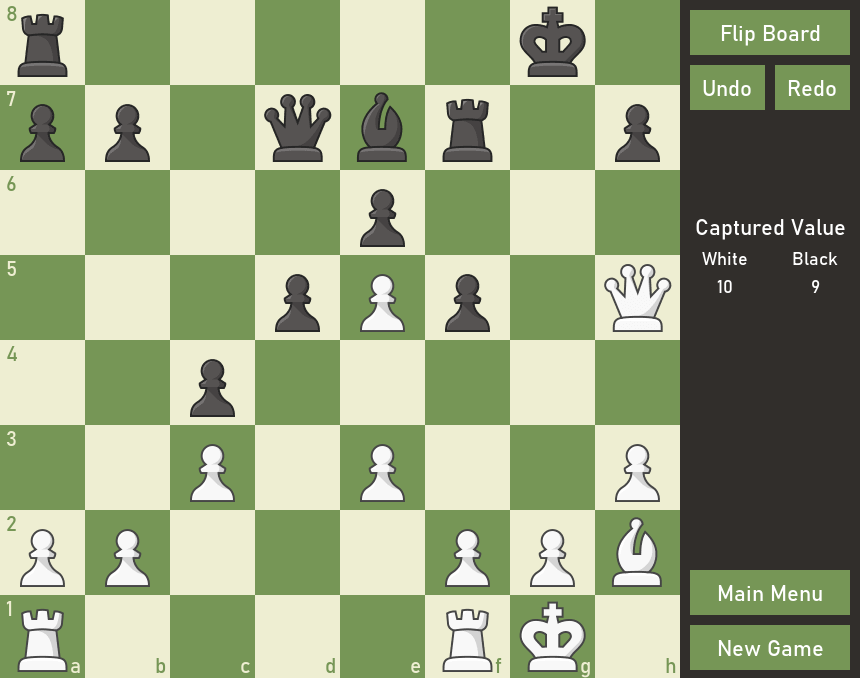 8
7
6
5
4
3
2
1
a b c d e f g h
Flip Board
Undo Redo
Captured Value
White Black
10 9
Main Menu
New Game